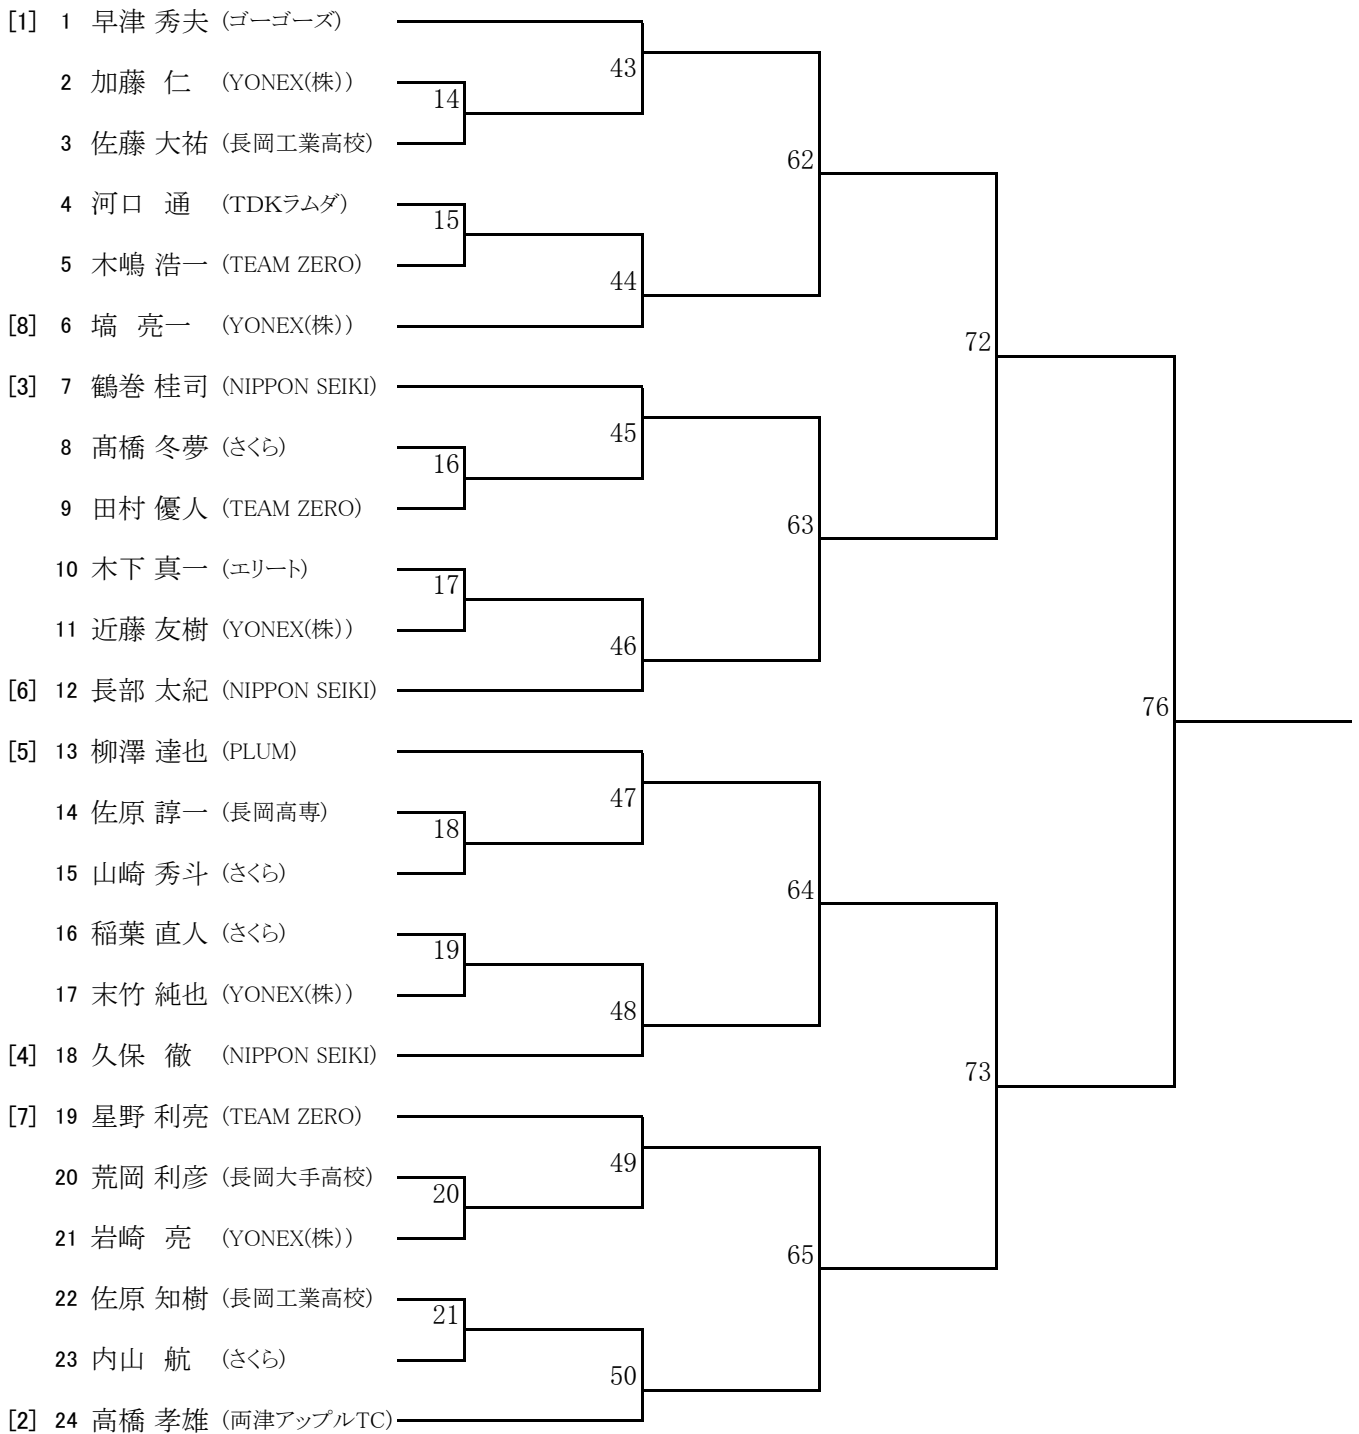 [1] 1 早津 秀夫 (ゴーゴーズ)
43
2 加藤 仁 (YONEX(株))
14
3 佐藤 大祐 (長岡工業高校)
62
4 河口 通 (TDKラムダ)
15
5 木嶋 浩一 (TEAM ZERO)
44
[8] 6 塙 亮一 (YONEX(株))
72
[3] 7 鶴巻 桂司 (NIPPON SEIKI)
45
8 髙橋 冬夢 (さくら)
16
9 田村 優人 (TEAM ZERO)
63
10 木下 真一 (エリート)
17
11 近藤 友樹 (YONEX(株))
46
[6] 12 長部 太紀 (NIPPON SEIKI)
76
[5] 13 柳澤 達也 (PLUM)
47
14 佐原 諄一 (長岡高専)
18
15 山崎 秀斗 (さくら)
64
16 稲葉 直人 (さくら)
19
17 末竹 純也 (YONEX(株))
48
[4] 18 久保 徹 (NIPPON SEIKI)
73
[7] 19 星野 利亮 (TEAM ZERO)
49
20 荒岡 利彦 (長岡大手高校)
20
21 岩崎 亮 (YONEX(株))
65
22 佐原 知樹 (長岡工業高校)
21
23 内山 航 (さくら)
50
[2] 24 高橋 孝雄 (両津アップルTC)